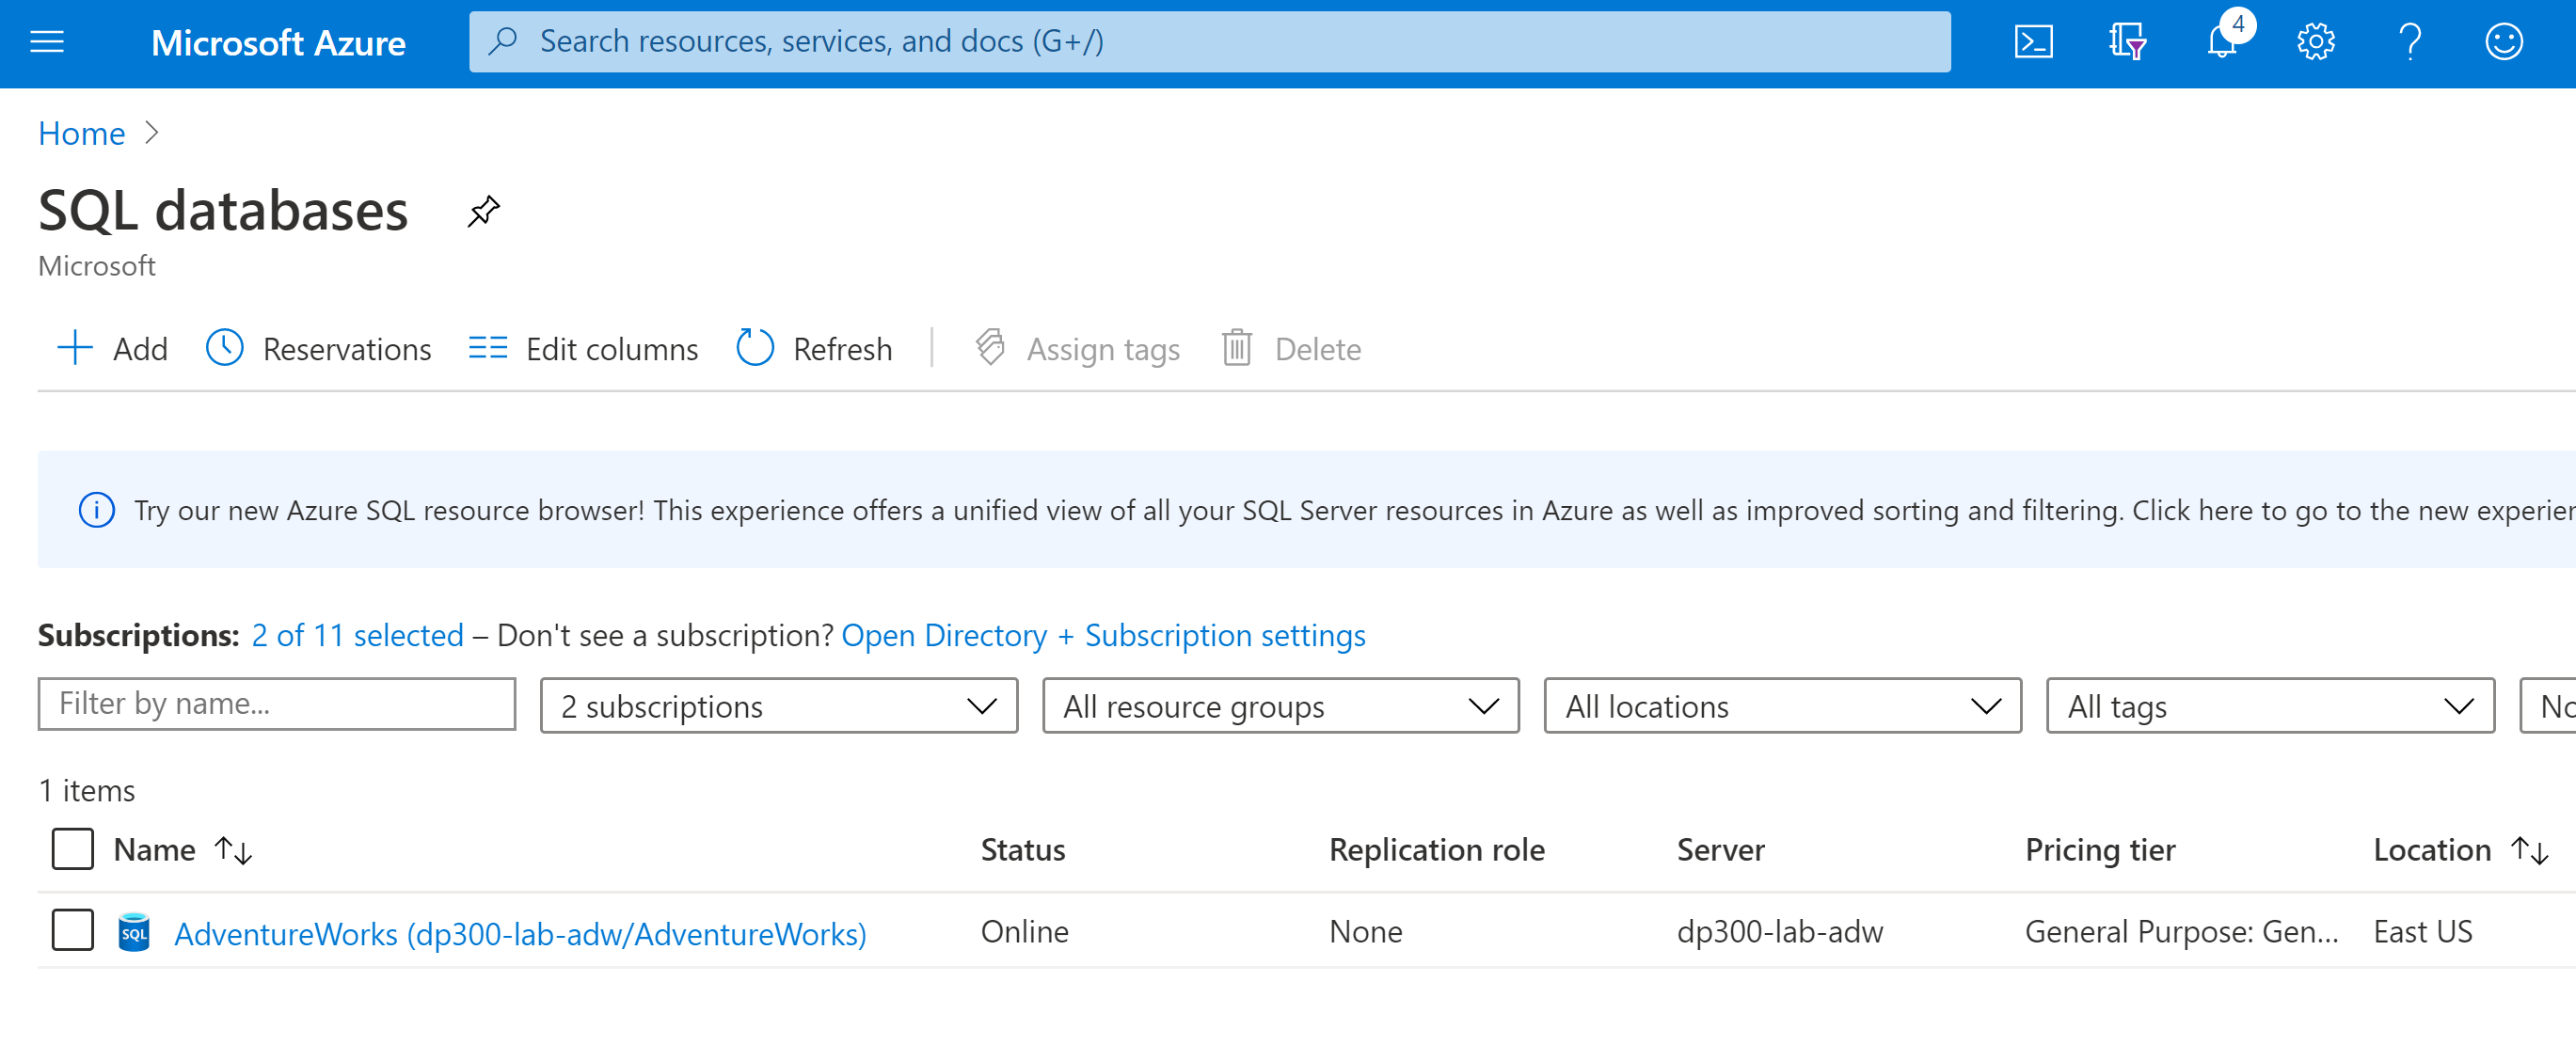 Microsoft Azure
Search resources, services, and docs (G+/)
4
Home
SQL databases
Microsoft
Add
Reservations
Edit columns
Refresh
Assign tags
Delete
Try our new Azure SQL resource browser! This experience offers a unified view of all your SQL Server resources in Azure as well as improved sorting and filtering. Click here to go to the new
Subscriptions: 2 of 11 selected – Don't see a subscription? Open Directory + Subscription settings
Filter by name...
2 subscriptions
All resource groups
All locations
All tags
1 items
Name
Status
Replication role
Server
Pricing tier
Location
SQL
AdventureWorks (dp300-lab-adw/AdventureWorks)
Online
None
dp300-lab-adw
General Purpose: Gen...
East US